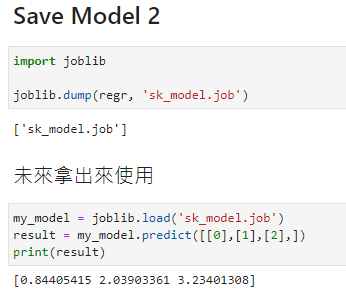 Save Model 2
import joblib
joblib.dump(regr, 'sk_model.job')
['sk_model.job']
未來拿出來使用
my_model = joblib.load('sk_model.job')
result = my_model.predict([[0],[1],[2],])
print(result)
[0.84405415 2.03903361 3.23401308]